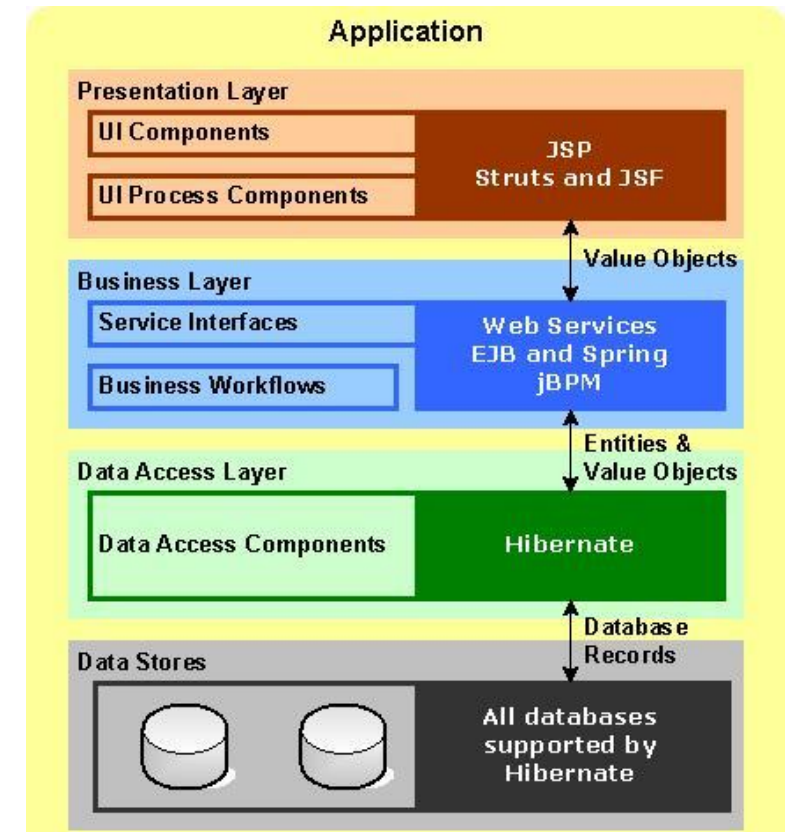 Application
Presentation Layer
UI Components
UI Process Components
JSP
Struts and JSF
Value Objects
Business Layer
Service Interfaces
Business Workflows
Web Services
EJB and Spring
jBPM
Entities &
Value Objects
Data Access Layer
Data Access Components
Hibernate
Database
Records
Data Stores
All databases
supported by
Hibernate